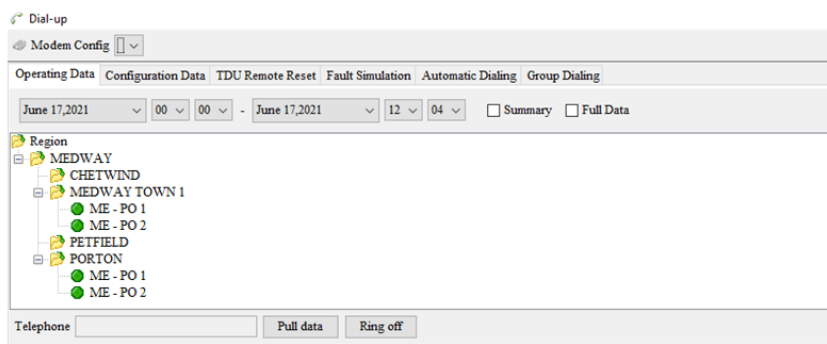 Dial-up
Modem Config
Operating Data Configuration Data TDU Remote Reset Fault Simulation Automatic Dialing Group Dialing
June 17,2021 00 00 - June 17,2021 12 04 Summary Full Data
Region
MEDWAY
CHETWIND
MEDWAY TOWN 1
ME - PO 1
ME - PO 2
PETFIELD
PORTON
ME - PO 1
ME - PO 2
Telephone Pull data Ring off